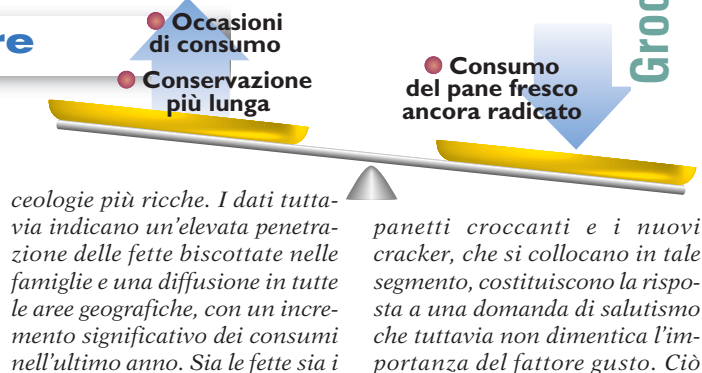 re
Occasioni
di consumo
Conservazione
più lunga
Consumo
del pane fresco
ancora radicato
ceologie più ricche. I dati tutta-
via indicano un'elevata penetra-
zione delle fette biscottate nelle
famiglie e una diffusione in tutte
le aree geografiche, con un incre-
mento significativo dei consumi
nell'ultimo anno. Sia le fette sia i
panetti croccanti e i nuovi
cracker, che si collocano in tale
segmento, costituiscono la rispo-
sta a una domanda di salutismo
che tuttavia non dimentica l'im-
portanza del fattore gusto. Ciò